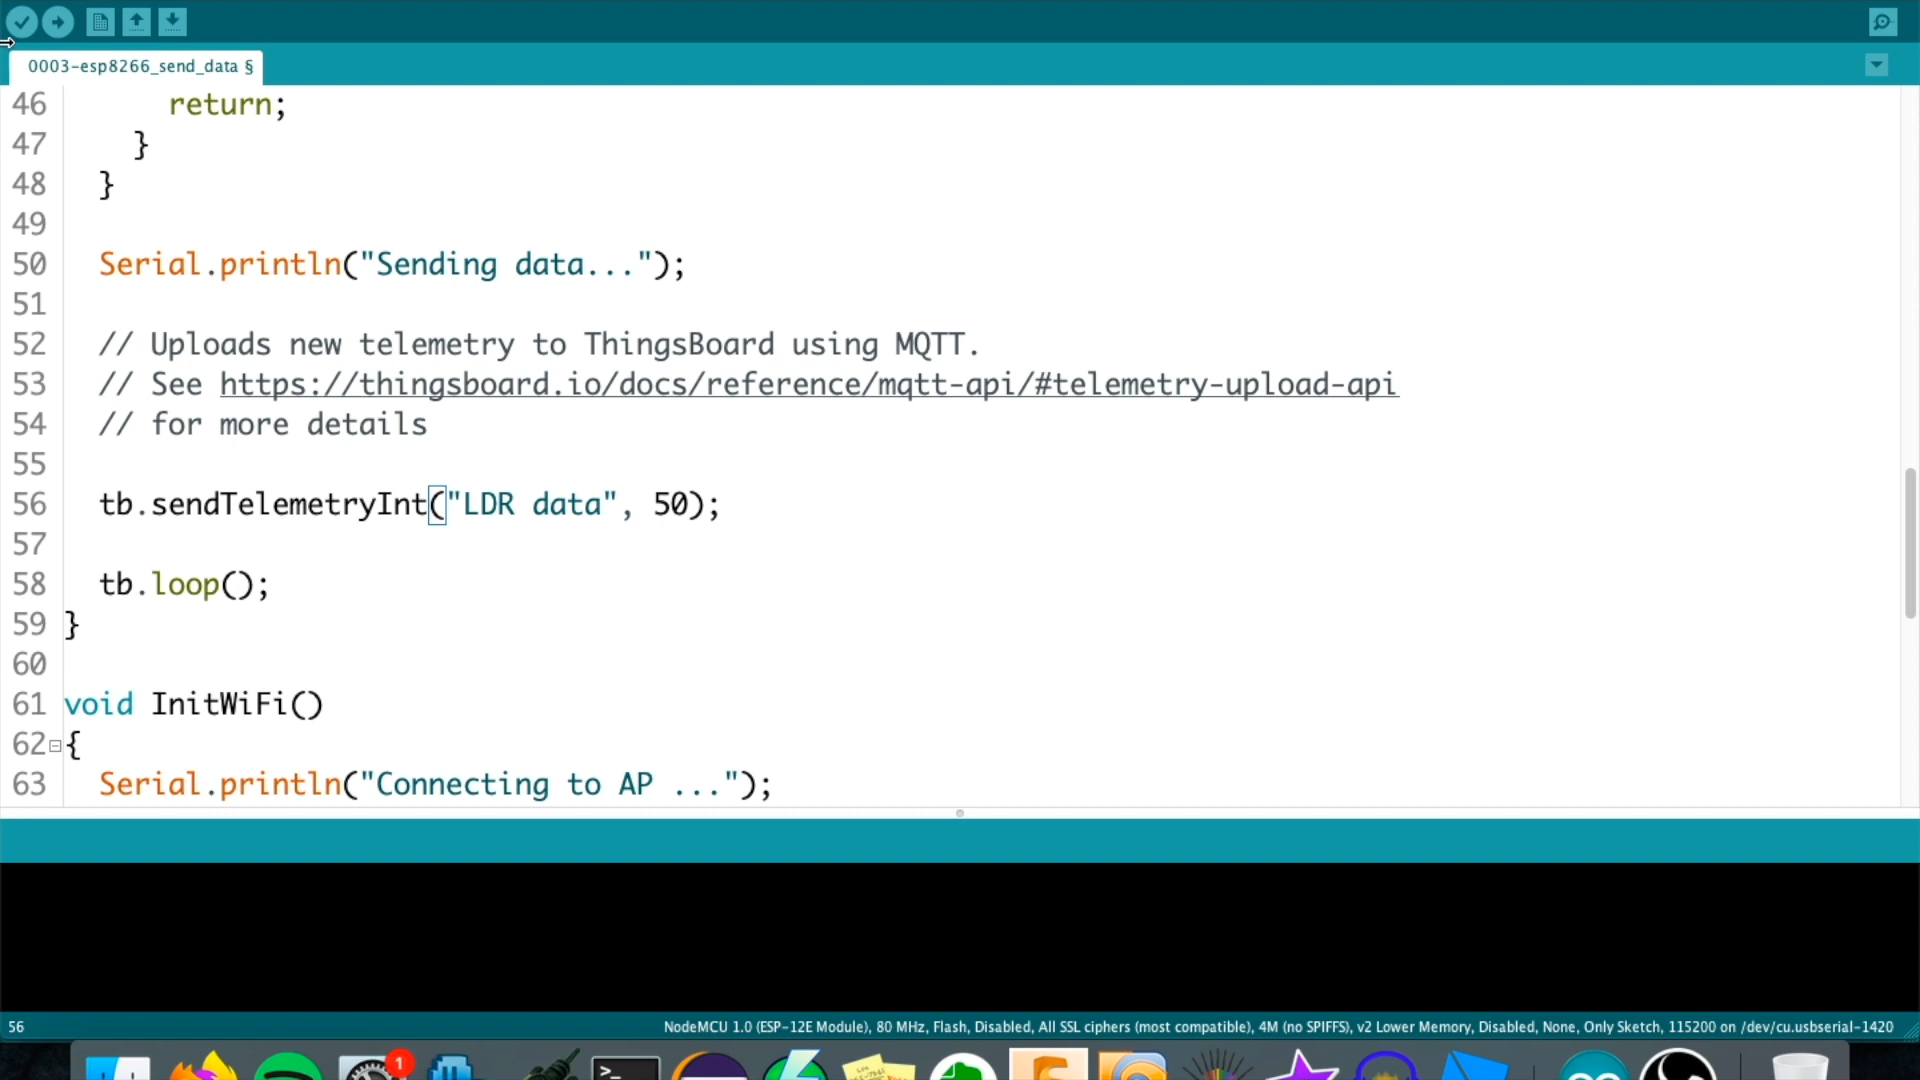 0003-esp8266_send_data §
46 return;
47 }
48 }
49
50 Serial.println("Sending data...");
51
52 // Uploads new telemetry to ThingsBoard using MQTT.
53 // See https://thingsboard.io/docs/reference/mqtt-api/#telemetry-upload-api
54 // for more details
55
56 tb.sendTelemetryInt("LDR data", 50);
57
58 tb.loop();
59 }
60
61 void InitWiFi()
62 {
63 Serial.println("Connecting to AP ...");
56 NodeMCU 1.0 (ESP-12E Module), 80 MHz, Flash, Disabled, All SSL ciphers (most compatible), 4M (no SPIFFS), v2 Lower Memory, Disabled, None, Only Sketch, 115200 on /dev/cu.usbserial-1420
1
>_